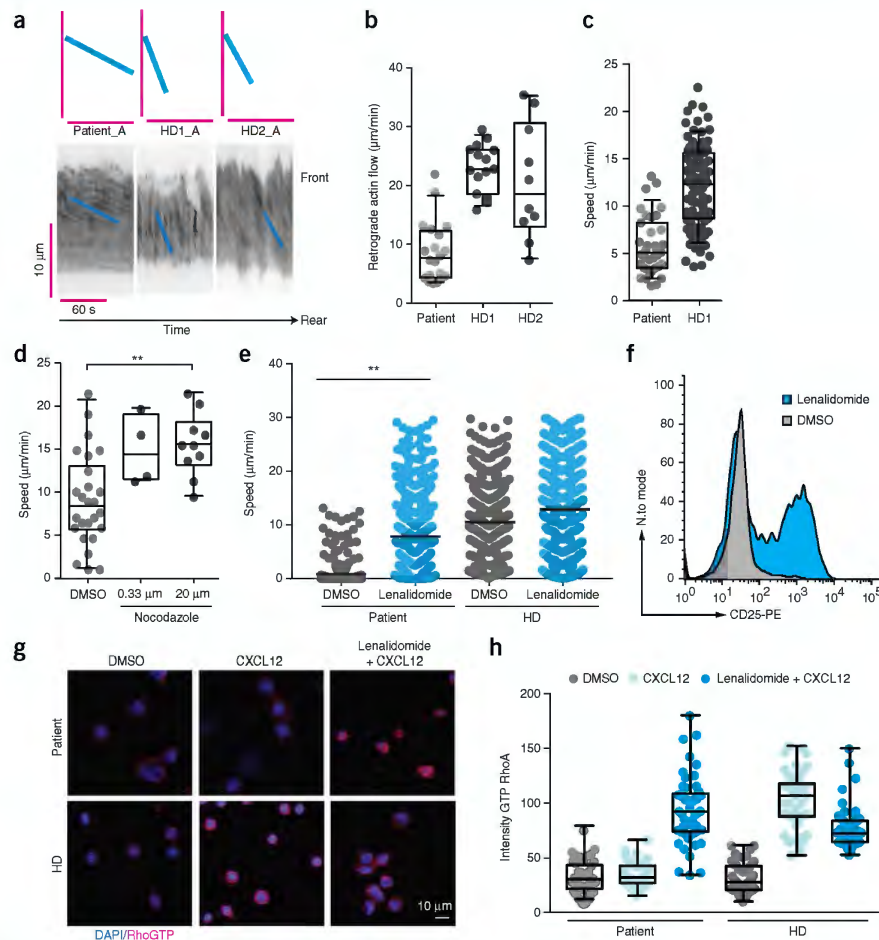 a
Patient_A HD1_A HD2_A
Front
10 μm
60 s
Time
Rear
b
Retrograde actin flow (μm/min)
40
30
20
10
0
Patient HD1 HD2
c
Speed (μm/min)
25
20
15
10
5
0
Patient HD1
d
**
Speed (μm/min)
25
20
15
10
5
0
DMSO 0.33 μm 20 μm
Nocodazole
e
**
Speed (μm/min)
40
30
20
10
0
DMSO Lenalidomide DMSO Lenalidomide
Patient HD
f
Lenalidomide
DMSO
N.to mode
100
80
60
40
20
0
10⁰ 10¹ 10² 10³ 10⁴ 10⁵
CD25-PE
g
DMSO CXCL12 Lenalidomide
+ CXCL12
Patient
HD
10 μm
DAPI/RhoGTP
h
DMSO CXCL12 Lenalidomide + CXCL12
Intensity GTP RhoA
200
150
100
50
0
Patient HD